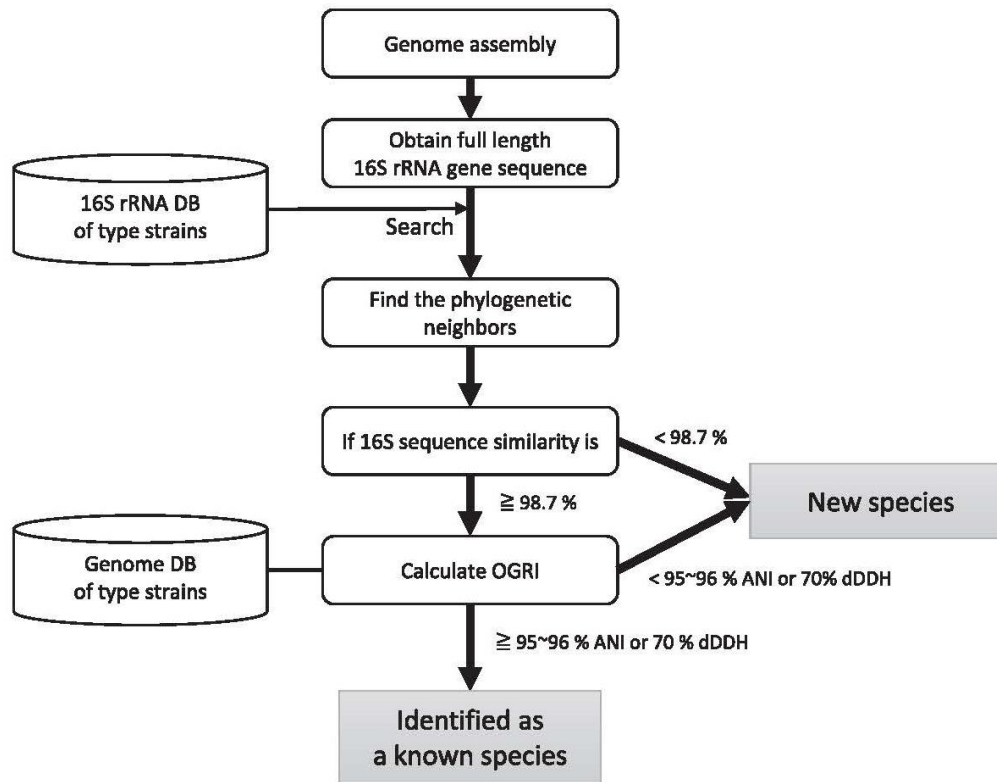 Genome assembly
Obtain full length
16S rRNA gene sequence
16S rRNA DB
of type strains
Search
Find the phylogenetic
neighbors
If 16S sequence similarity is
< 98.7 %
≧ 98.7 %
New species
Genome DB
of type strains
Calculate OGRI
< 95~96 % ANI or 70% dDDH
≧ 95~96 % ANI or 70 % dDDH
Identified as
a known species